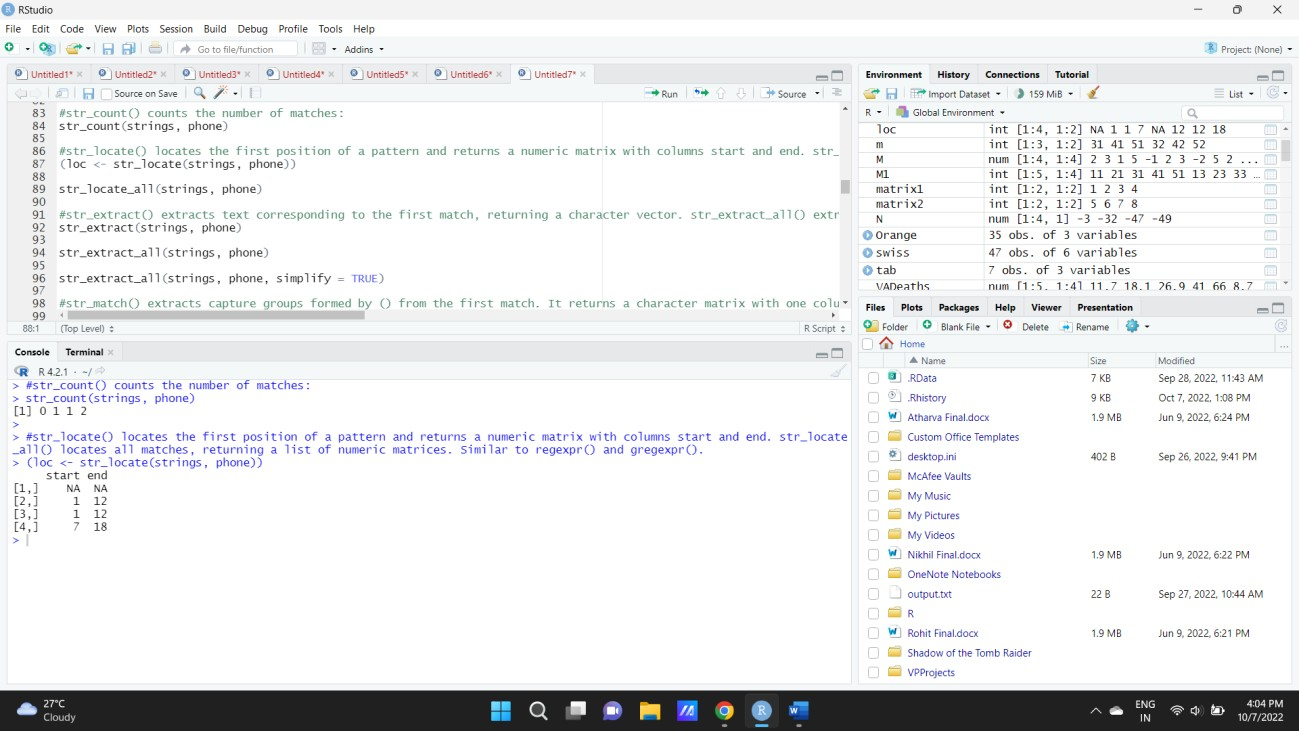 RStudio
File Edit Code View Plots Session Build Debug Profile Tools Help
Go to file/function Addins Project: (None)
Untitled1* Untitled2* Untitled3* Untitled4* Untitled5* Untitled6* Untitled7*
Source on Save Run Source
83 #str_count() counts the number of matches:
84 str_count(strings, phone)
85
86 #str_locate() locates the first position of a pattern and returns a numeric matrix with columns start and end. str_
87 (loc <- str_locate(strings, phone))
88
89 str_locate_all(strings, phone)
90
91 #str_extract() extracts text corresponding to the first match, returning a character vector. str_extract_all() extr
92 str_extract(strings, phone)
93
94 str_extract_all(strings, phone)
95
96 str_extract_all(strings, phone, simplify = TRUE)
97
98 #str_match() extracts capture groups formed by () from the first match. It returns a character matrix with one colu
99
88:1 (Top Level) R Script
Console Terminal
R 4.2.1 · ~/
> #str_count() counts the number of matches:
> str_count(strings, phone)
[1] 0 1 1 2
>
> #str_locate() locates the first position of a pattern and returns a numeric matrix with columns start and end. str_locate
_all() locates all matches, returning a list of numeric matrices. Similar to regexpr() and gregexpr().
> (loc <- str_locate(strings, phone))
start end
[1,] NA NA
[2,] 1 12
[3,] 1 12
[4,] 7 18
>
Environment History Connections Tutorial
Import Dataset 159 MiB List
R Global Environment
loc int [1:4, 1:2] NA 1 1 7 NA 12 12 18
m int [1:3, 1:2] 31 41 51 32 42 52
M num [1:4, 1:4] 2 3 1 5 -1 2 3 -2 5 2 ...
M1 int [1:5, 1:4] 11 21 31 41 51 13 23 33 ...
matrix1 int [1:2, 1:2] 1 2 3 4
matrix2 int [1:2, 1:2] 5 6 7 8
N num [1:4, 1] -3 -32 -47 -49
Orange 35 obs. of 3 variables
swiss 47 obs. of 6 variables
tab 7 obs. of 3 variables
VADeaths num [1:5, 1:4] 11.7 18.1 26.9 41 66 8.7
Files Plots Packages Help Viewer Presentation
Folder Blank File Delete Rename
Home
Name Size Modified
.RData 7 KB Sep 28, 2022, 11:43 AM
.Rhistory 9 KB Oct 7, 2022, 1:08 PM
Atharva Final.docx 1.9 MB Jun 9, 2022, 6:24 PM
Custom Office Templates
desktop.ini 402 B Sep 26, 2022, 9:41 PM
McAfee Vaults
My Music
My Pictures
My Videos
Nikhil Final.docx 1.9 MB Jun 9, 2022, 6:22 PM
OneNote Notebooks
output.txt 22 B Sep 27, 2022, 10:44 AM
R
Rohit Final.docx 1.9 MB Jun 9, 2022, 6:21 PM
Shadow of the Tomb Raider
VPProjects
27°C
Cloudy
ENG
IN
4:04 PM
10/7/2022